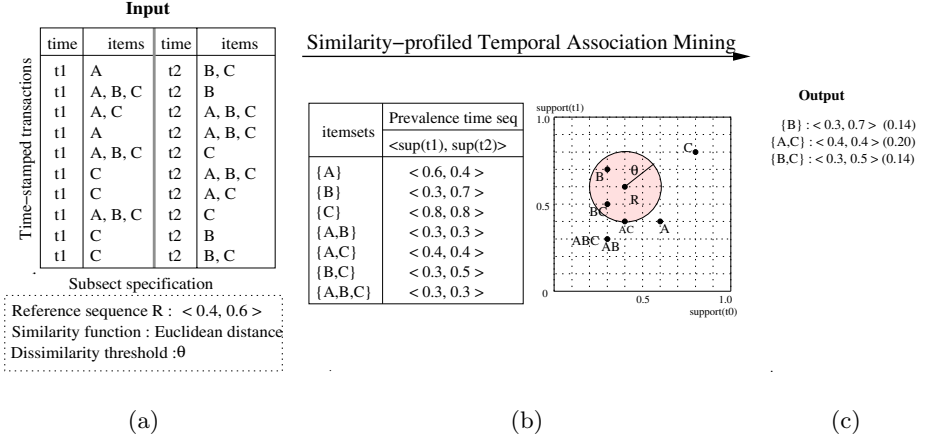 Input
Time-stamped transactions
time items time items
t1 A t2 B, C
t1 A, B, C t2 B
t1 A, C t2 A, B, C
t1 A t2 A, B, C
t1 A, B, C t2 C
t1 C t2 A, B, C
t1 C t2 A, C
t1 A, B, C t2 C
t1 C t2 B
t1 C t2 B, C
Subsect specification
Reference sequence R : < 0.4, 0.6 >
Similarity function : Euclidean distance
Dissimilarity threshold :θ
(a)
Similarity-profiled Temporal Association Mining
itemsets Prevalence time seq
<sup(t1), sup(t2)>
{A} < 0.6, 0.4 >
{B} < 0.3, 0.7 >
{C} < 0.8, 0.8 >
{A,B} < 0.3, 0.3 >
{A,C} < 0.4, 0.4 >
{B,C} < 0.3, 0.5 >
{A,B,C} < 0.3, 0.3 >
support(t1)
1.0
C
θ
B
R
0.5
BC
AC
A
ABC
AB
0
0.5
1.0
support(t0)
(b)
Output
{B} : < 0.3, 0.7 > (0.14)
{A,C} : < 0.4, 0.4 > (0.20)
{B,C} : < 0.3, 0.5 > (0.14)
(c)